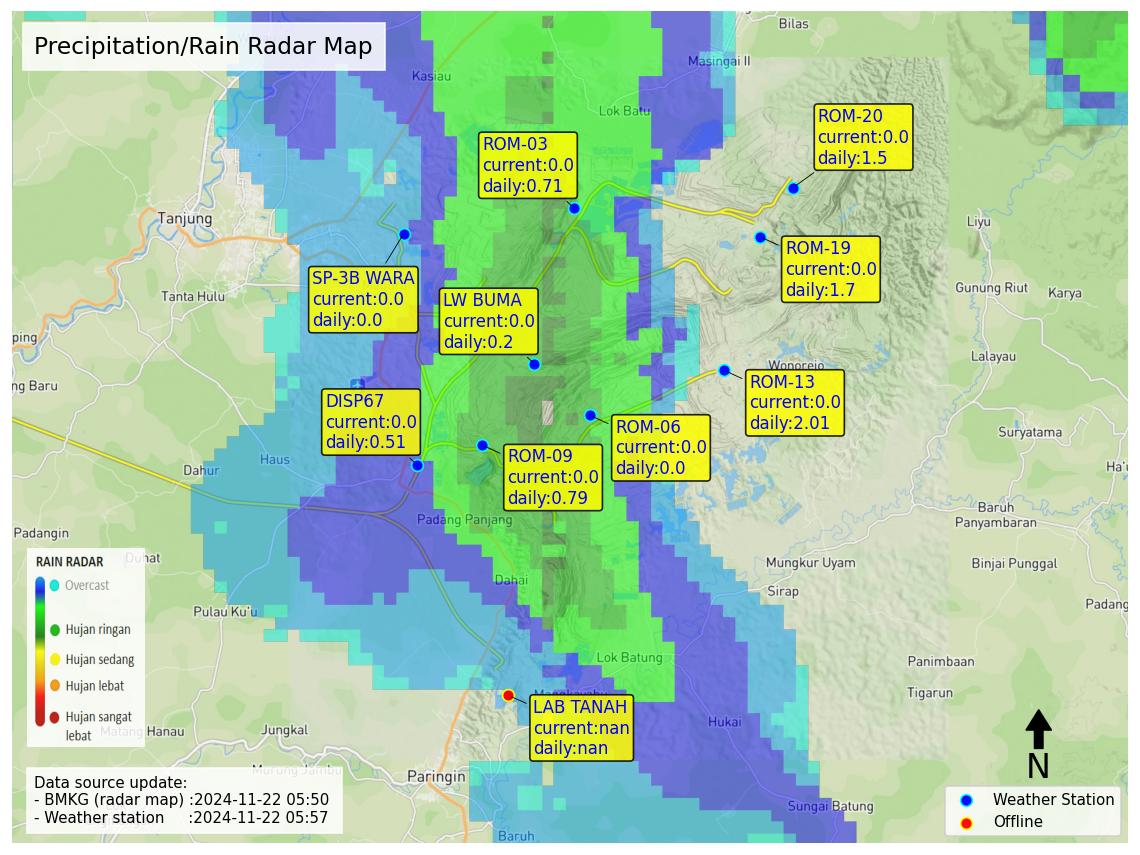 Precipitation/Rain Radar Map
Bilas
Masingai II
Kasiau
Lok Batu
ROM-20
current:0.0
daily:1.5
ROM-03
current:0.0
daily:0.71
Tanjung
Liyu
ROM-19
current:0.0
daily:1.7
SP-3B WARA
current:0.0
daily:0.0
Tanta Hulu
LW BUMA
current:0.0
daily:0.2
Gunung Riut
Karya
ping
Lalayau
Wonorejo
ng Baru
ROM-13
current:0.0
daily:2.01
DISP67
current:0.0
daily:0.51
ROM-06
current:0.0
daily:0.0
Suryatama
ROM-09
current:0.0
daily:0.79
Haus
Dahur
Ha'u
Baruh
Panyambaran
Padang Panjang
Padangin
Duhat
Mungkur Uyam
Binjai Punggal
Dahai
Sirap
Padang
Pulau Ku'u
RAIN RADAR
Overcast
Hujan ringan
Hujan sedang
Hujan lebat
Hujan sangat
lebat
Lok Batung
Panimbaan
Tigarun
LAB TANAH
current:nan
daily:nan
Hukai
Matang Hanau
Jungkal
Murung Jambu
Paringin
N
Data source update:
- BMKG (radar map) :2024-11-22 05:50
- Weather station :2024-11-22 05:57
Sungai Batung
Baruh
Weather Station
Offline